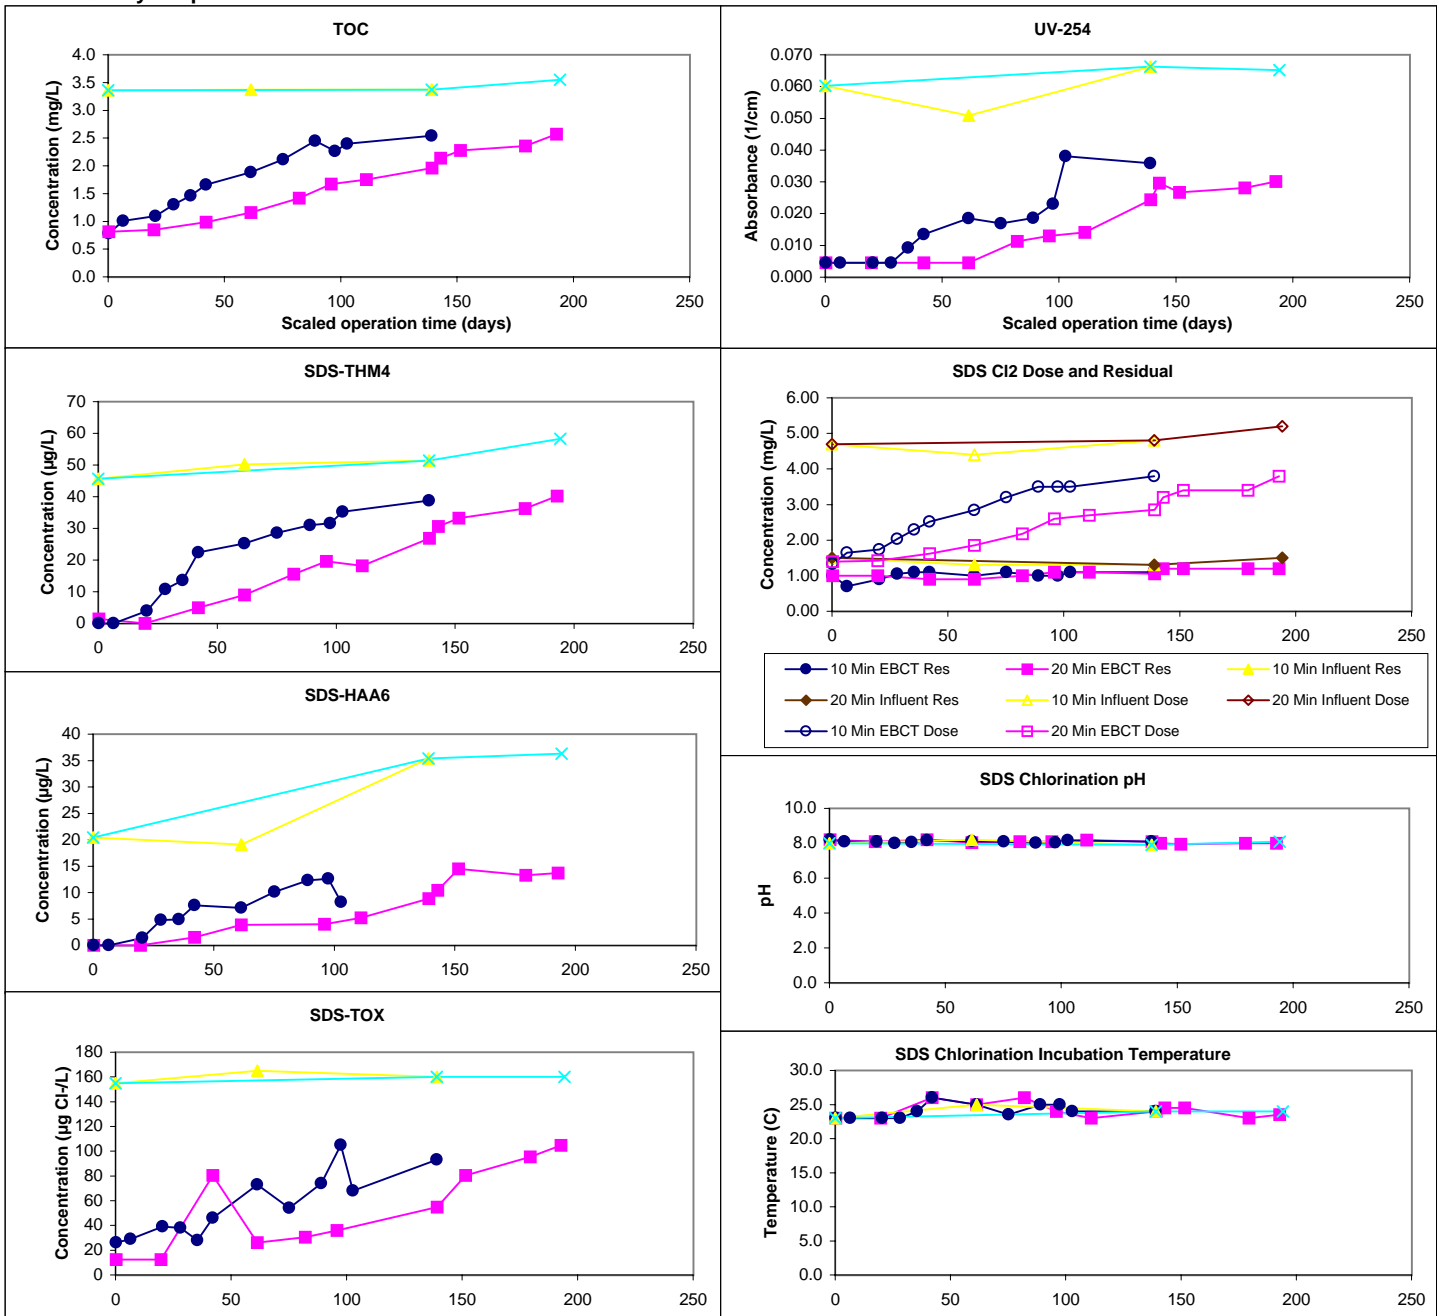 TOC
4.0
3.5
3.0
2.5
2.0
1.5
1.0
0.5
0.0
Concentration (mg/L)
0 50 100 150 200 250
Scaled operation time (days)
UV-254
0.070
0.060
0.050
0.040
0.030
0.020
0.010
0.000
Absorbance (1/cm)
0 50 100 150 200 250
Scaled operation time (days)
SDS-THM4
70
60
50
40
30
20
10
0
Concentration (µg/L)
0 50 100 150 200 250
SDS Cl2 Dose and Residual
6.00
5.00
4.00
3.00
2.00
1.00
0.00
Concentration (mg/L)
0 50 100 150 200 250
10 Min EBCT Res 20 Min EBCT Res 10 Min Influent Res
20 Min Influent Res 10 Min Influent Dose 20 Min Influent Dose
10 Min EBCT Dose 20 Min EBCT Dose
SDS-HAA6
40
35
30
25
20
15
10
5
0
Concentration (µg/L)
0 50 100 150 200 250
SDS Chlorination pH
10.0
8.0
6.0
4.0
2.0
0.0
pH
0 50 100 150 200 250
SDS-TOX
180
160
140
120
100
80
60
40
20
0
Concentration (µg Cl-/L)
0 50 100 150 200 250
SDS Chlorination Incubation Temperature
30.0
25.0
20.0
15.0
10.0
5.0
0.0
Temperature (C)
0 50 100 150 200 250